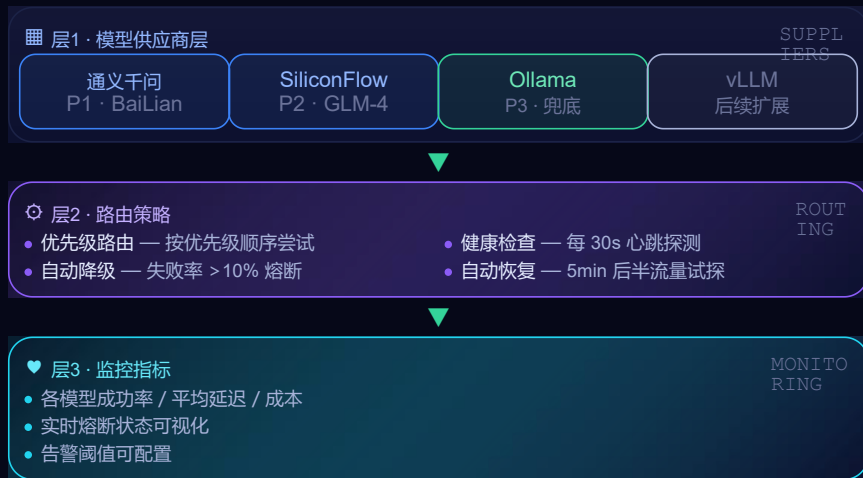 层1 · 模型供应商层
SUPPL
IERS
通义千问
P1 · BaiLian
SiliconFlow
P2 · GLM-4
Ollama
P3 · 兜底
vLLM
后续扩展
层2 · 路由策略
ROUT
ING
优先级路由 — 按优先级顺序尝试
健康检查 — 每 30s 心跳探测
自动降级 — 失败率 >10% 熔断
自动恢复 — 5min 后半流量试探
层3 · 监控指标
MONITO
RING
各模型成功率 / 平均延迟 / 成本
实时熔断状态可视化
告警阈值可配置